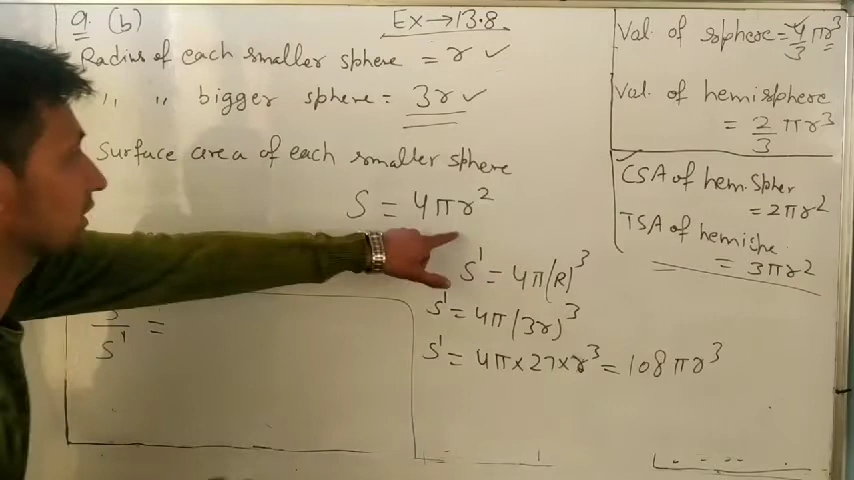 9. (b)
Ex → 13.8
Radius of each smaller sphere = r ✓
" " bigger sphere = 3r ✓
Surface area of each smaller sphere
S = 4πr²
S' = 4π(R)³
S' = 4π(3r)³
S' = 4π×27×r³ = 108πr³
S/S' =
Vol. of sphere = 4/3 πr³
Vol. of hemisphere
= 2/3 πr³
CSA of hem. Spher
= 2πr²
TSA of hemisphe
= 3πr²